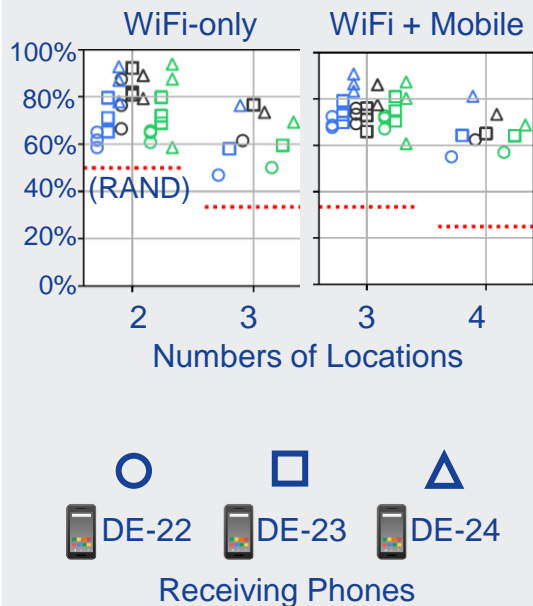 WiFi-only WiFi + Mobile
100%
80%
60%
40%
20%
0%
(RAND)
2 3 3 4
Numbers of Locations
DE-22 DE-23 DE-24
Receiving Phones